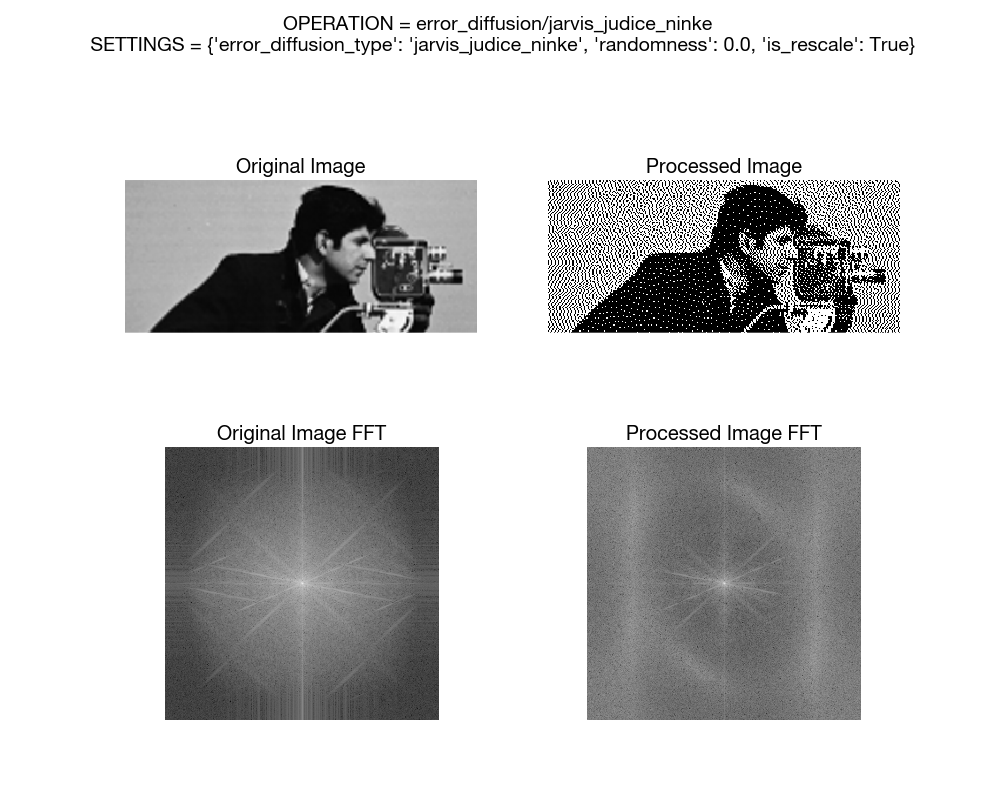 OPERATION = error_diffusion/jarvis_judice_ninke
SETTINGS = {'error_diffusion_type': 'jarvis_judice_ninke', 'randomness': 0.0, 'is_rescale': True}
Original Image
Processed Image
Original Image FFT
Processed Image FFT